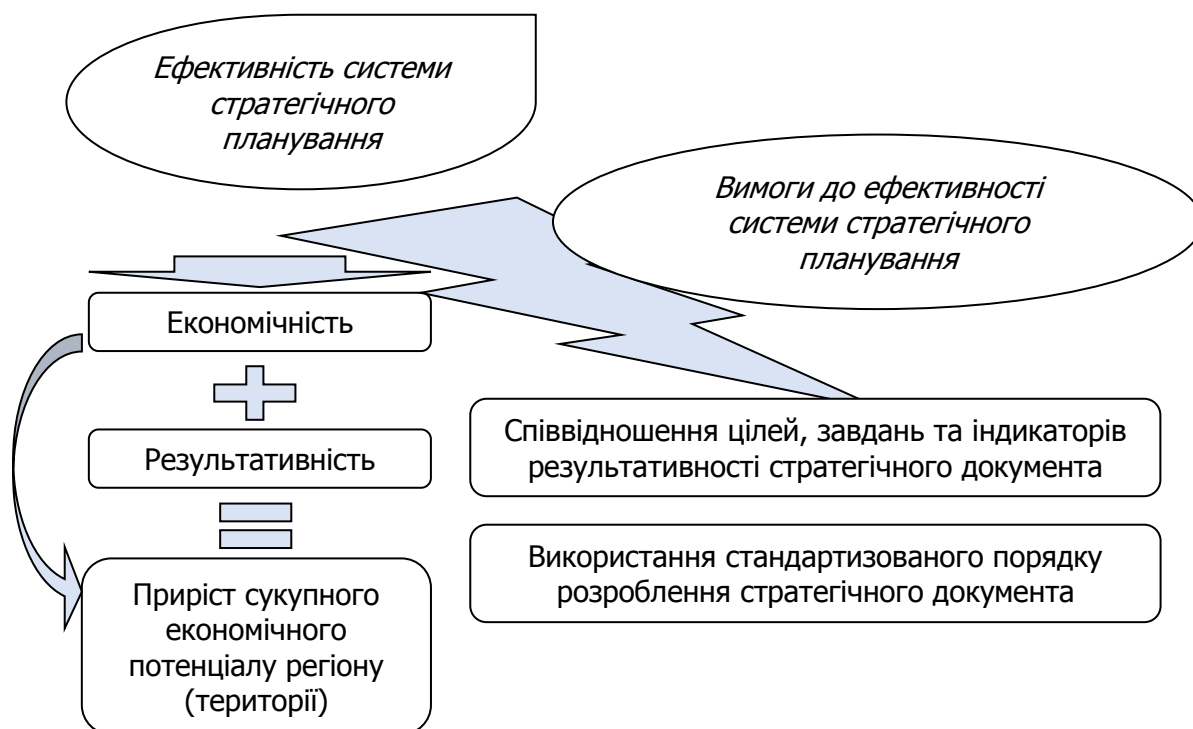 Ефективність системи
стратегічного
планування
Вимоги до ефективності
системи стратегічного
планування
Економічність
Результативність
Приріст сукупного
економічного
потенціалу регіону
(території)
Співвідношення цілей, завдань та індикаторів
результативності стратегічного документа
Використання стандартизованого порядку
розроблення стратегічного документа